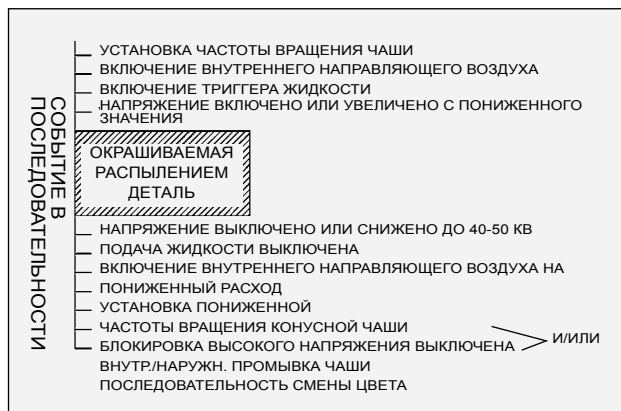 СОБЫТИЕ В
ПОСЛЕДОВАТЕЛЬНОСТИ
УСТАНОВКА ЧАСТОТЫ ВРАЩЕНИЯ ЧАШИ
ВКЛЮЧЕНИЕ ВНУТРЕННЕГО НАПРАВЛЯЮЩЕГО ВОЗДУХА
ВКЛЮЧЕНИЕ ТРИГГЕРА ЖИДКОСТИ
НАПРЯЖЕНИЕ ВКЛЮЧЕНО ИЛИ УВЕЛИЧЕНО С ПОНИЖЕННОГО
ЗНАЧЕНИЯ
ОКРАШИВАЕМАЯ
РАСПЫЛЕНИЕМ
ДЕТАЛЬ
НАПРЯЖЕНИЕ ВЫКЛЮЧЕНО ИЛИ СНИЖЕНО ДО 40-50 КВ
ПОДАЧА ЖИДКОСТИ ВЫКЛЮЧЕНА
ВКЛЮЧЕНИЕ ВНУТРЕННЕГО НАПРАВЛЯЮЩЕГО ВОЗДУХА НА
ПОНИЖЕННЫЙ РАСХОД
УСТАНОВКА ПОНИЖЕННОЙ
ЧАСТОТЫ ВРАЩЕНИЯ КОНУСНОЙ ЧАШИ
БЛОКИРОВКА ВЫСОКОГО НАПРЯЖЕНИЯ ВЫКЛЮЧЕНА
И/ИЛИ
ВНУТР./НАРУЖН. ПРОМЫВКА ЧАШИ
ПОСЛЕДОВАТЕЛЬНОСТЬ СМЕНЫ ЦВЕТА